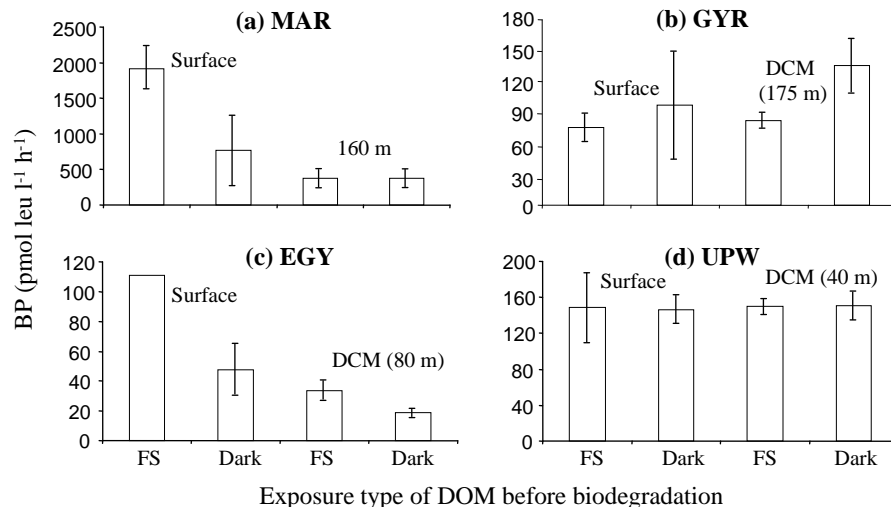 (a) MAR
2500
2000
1500
1000
500
0
Surface
160 m
(b) GYR
180
150
120
90
60
30
0
Surface
DCM
(175 m)
BP (pmol leu l⁻¹ h⁻¹)
(c) EGY
120
100
80
60
40
20
0
Surface
DCM (80 m)
FS Dark FS Dark
(d) UPW
200
160
120
80
40
0
Surface
DCM (40 m)
FS Dark FS Dark
Exposure type of DOM before biodegradation